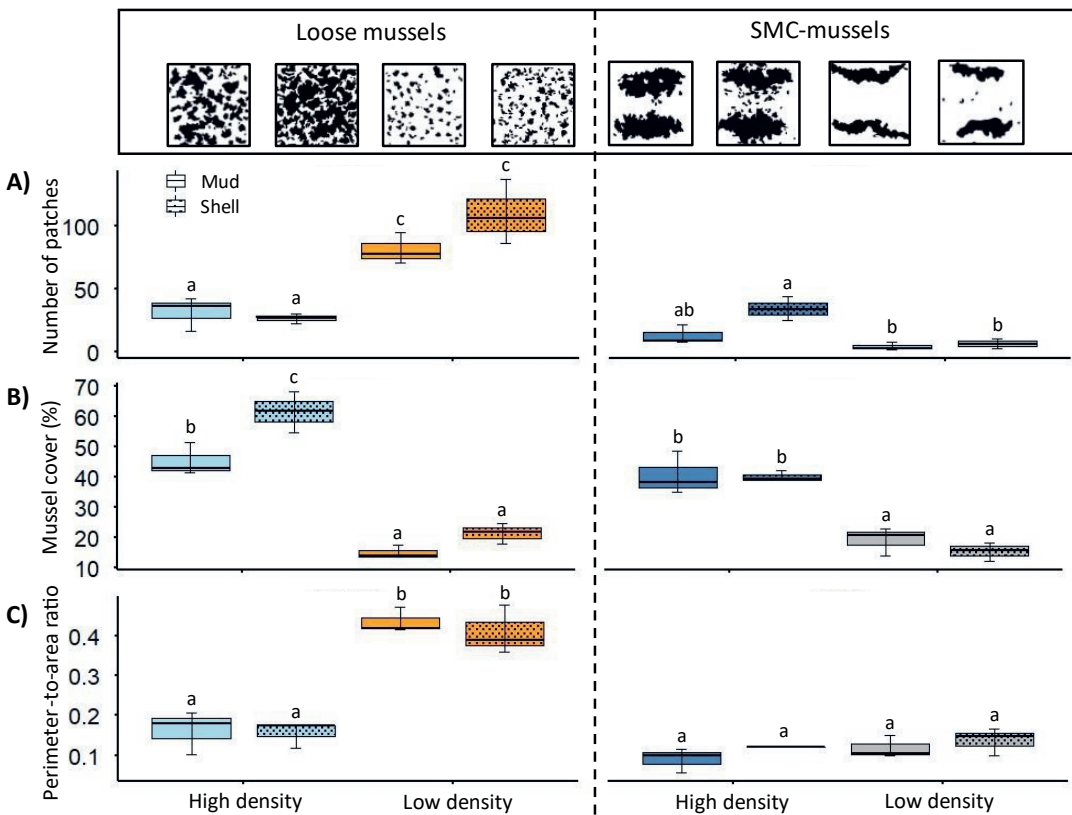 Loose mussels
SMC-mussels
A)
Number of patches
100
50
0
Mud
Shell
a
a
c
c
ab
a
b
b
B)
Mussel cover (%)
70
60
50
40
30
20
10
b
c
a
a
b
b
a
a
C)
Perimeter-to-area ratio
0.4
0.3
0.2
0.1
a
a
b
b
a
a
a
a
High density
Low density
High density
Low density